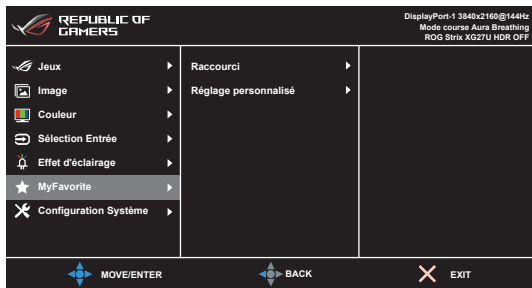 REPUBLIC OF
GAMERS
DisplayPort-1 3840x2160@144Hz
Mode course Aura Breathing
ROG Strix XG27U HDR OFF
Jeux
Image
Couleur
Sélection Entrée
Effet d'éclairage
MyFavorite
Configuration Système
Raccourci
Réglage personnalisé
MOVE/ENTER
BACK
EXIT